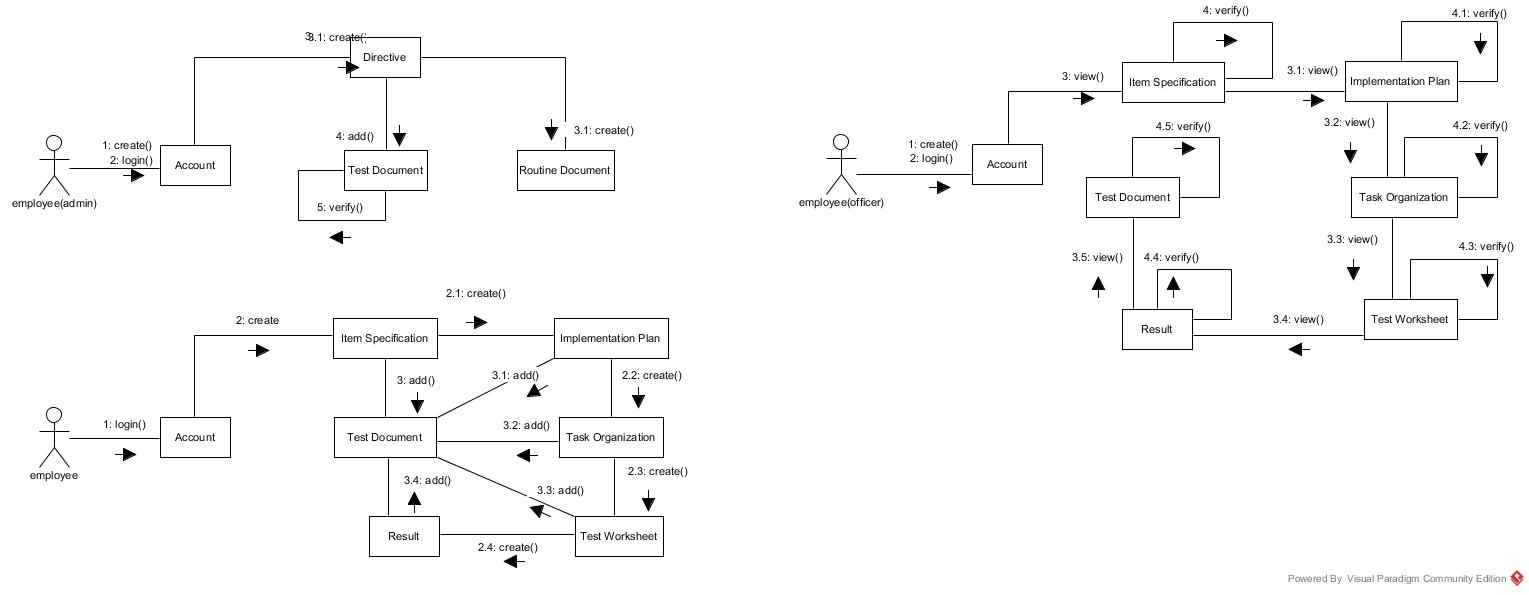 3.1: create()
Directive
1: create()
2: login()
Account
employee(admin)
4: add()
Test Document
5: verify()
3.1: create()
Routine Document
4: verify()
4.1: verify()
3: view()
Item Specification
3.1: view()
Implementation Plan
4.5: verify()
3.2: view()
4.2: verify()
1: create()
2: login()
Account
employee(officer)
Test Document
Task Organization
3.5: view()
4.4: verify()
3.3: view()
4.3: verify()
Result
3.4: view()
Test Worksheet
2.1: create()
2: create
Item Specification
Implementation Plan
3: add()
3.1: add()
2.2: create()
1: login()
Account
employee
Test Document
3.2: add()
Task Organization
3.4: add()
3.3: add()
2.3: create()
Result
2.4: create()
Test Worksheet
Powered By Visual Paradigm Community Edition